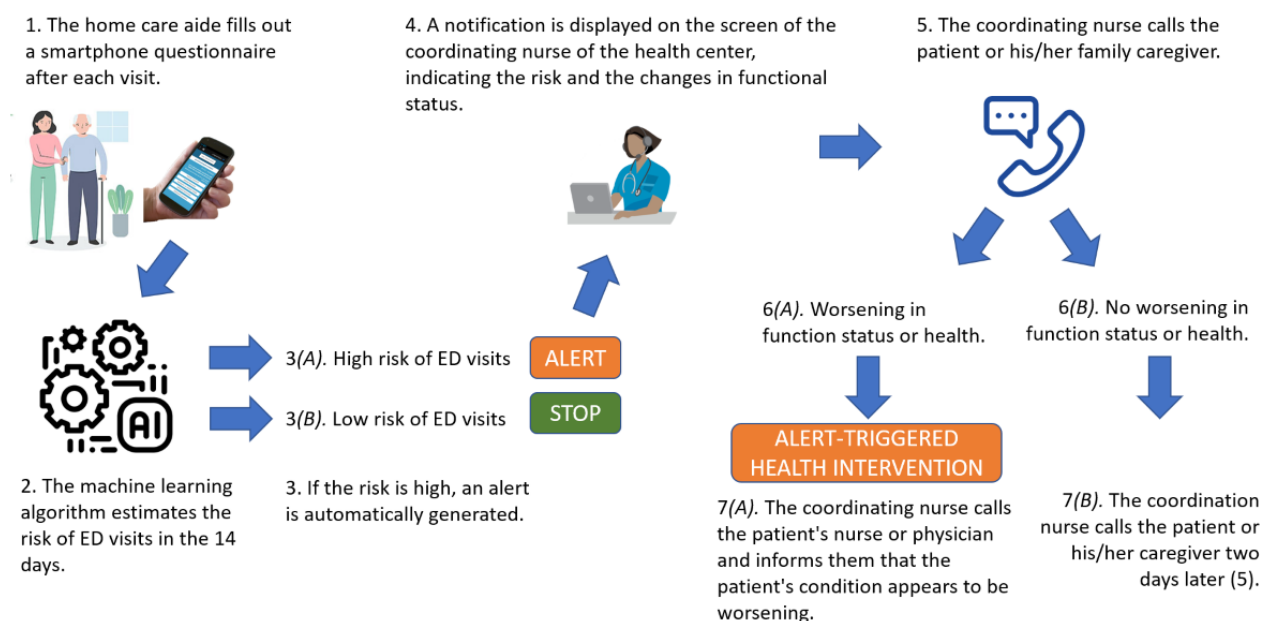 1. The home care aide fills out
a smartphone questionnaire
after each visit.
4. A notification is displayed on the screen of the
coordinating nurse of the health center,
indicating the risk and the changes in functional
status.
5. The coordinating nurse calls the
patient or his/her family caregiver.
3(A). High risk of ED visits
ALERT
3(B). Low risk of ED visits
STOP
AI
2. The machine learning
algorithm estimates the
risk of ED visits in the 14
days.
3. If the risk is high, an alert
is automatically generated.
6(A). Worsening in
function status or health.
6(B). No worsening in
function status or health.
ALERT-TRIGGERED
HEALTH INTERVENTION
7(A). The coordinating nurse calls
the patient's nurse or physician
and informs them that the
patient's condition appears to be
worsening.
7(B). The coordination
nurse calls the patient or
his/her caregiver two
days later (5).